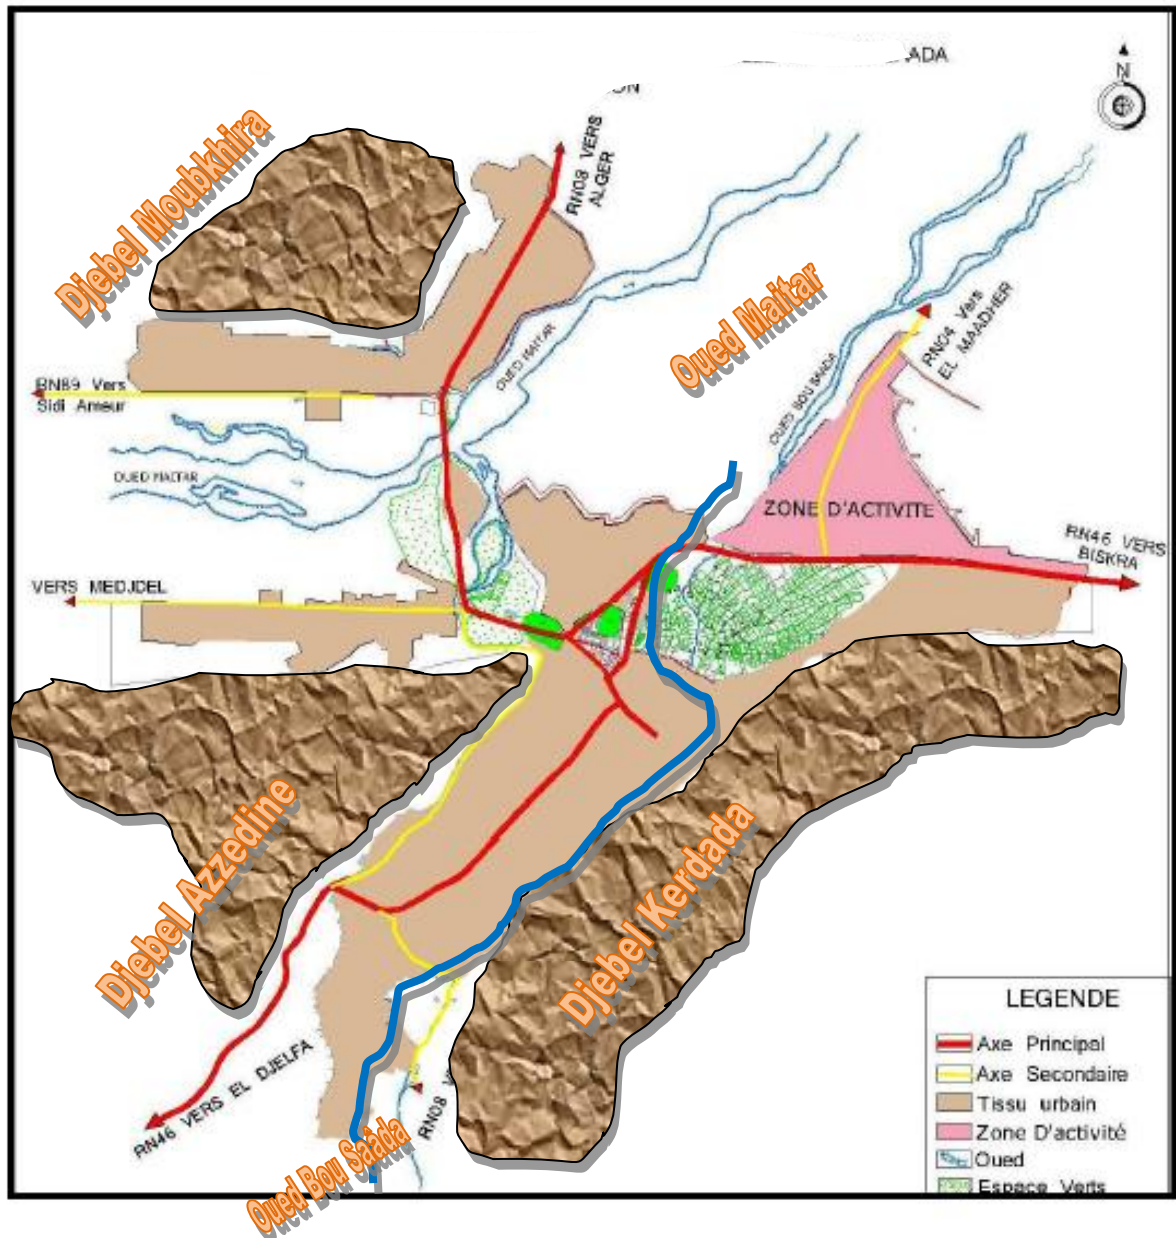 ADA
N
RN08 VERS
ALGER
Djebel Moubkhira
Oued Maitar
RN04 Vers
EL MAADHER
OUED MAITAR
OUED BOU SAADA
RN89 Vers
Sidi Ameur
OUED MAITAR
ZONE D'ACTIVITE
RN46 VERS
BISKRA
VERS MEDJDEL
Djebel Azzedine
Djebel Kerdada
RN46 VERS EL DJELFA
RN08 V
Oued Bou Saâda
LEGENDE
Axe Principal
Axe Secondaire
Tissu urbain
Zone D'activité
Oued
Espace Verts